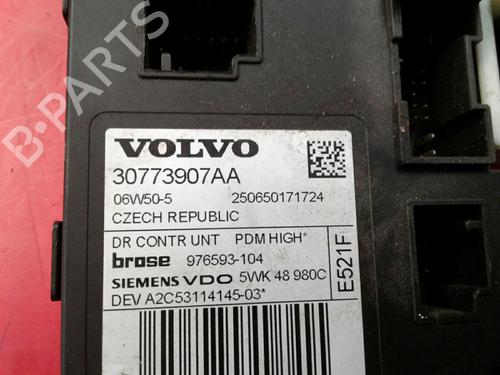 B-PARTS
VOLVO
30773907AA
06W50-5 250650171724
CZECH REPUBLIC
DR CONTR UNT PDM HIGH*
brose 976593-104
SIEMENS VDO 5WK 48 980C
DEV A2C53114145-03*
E521F